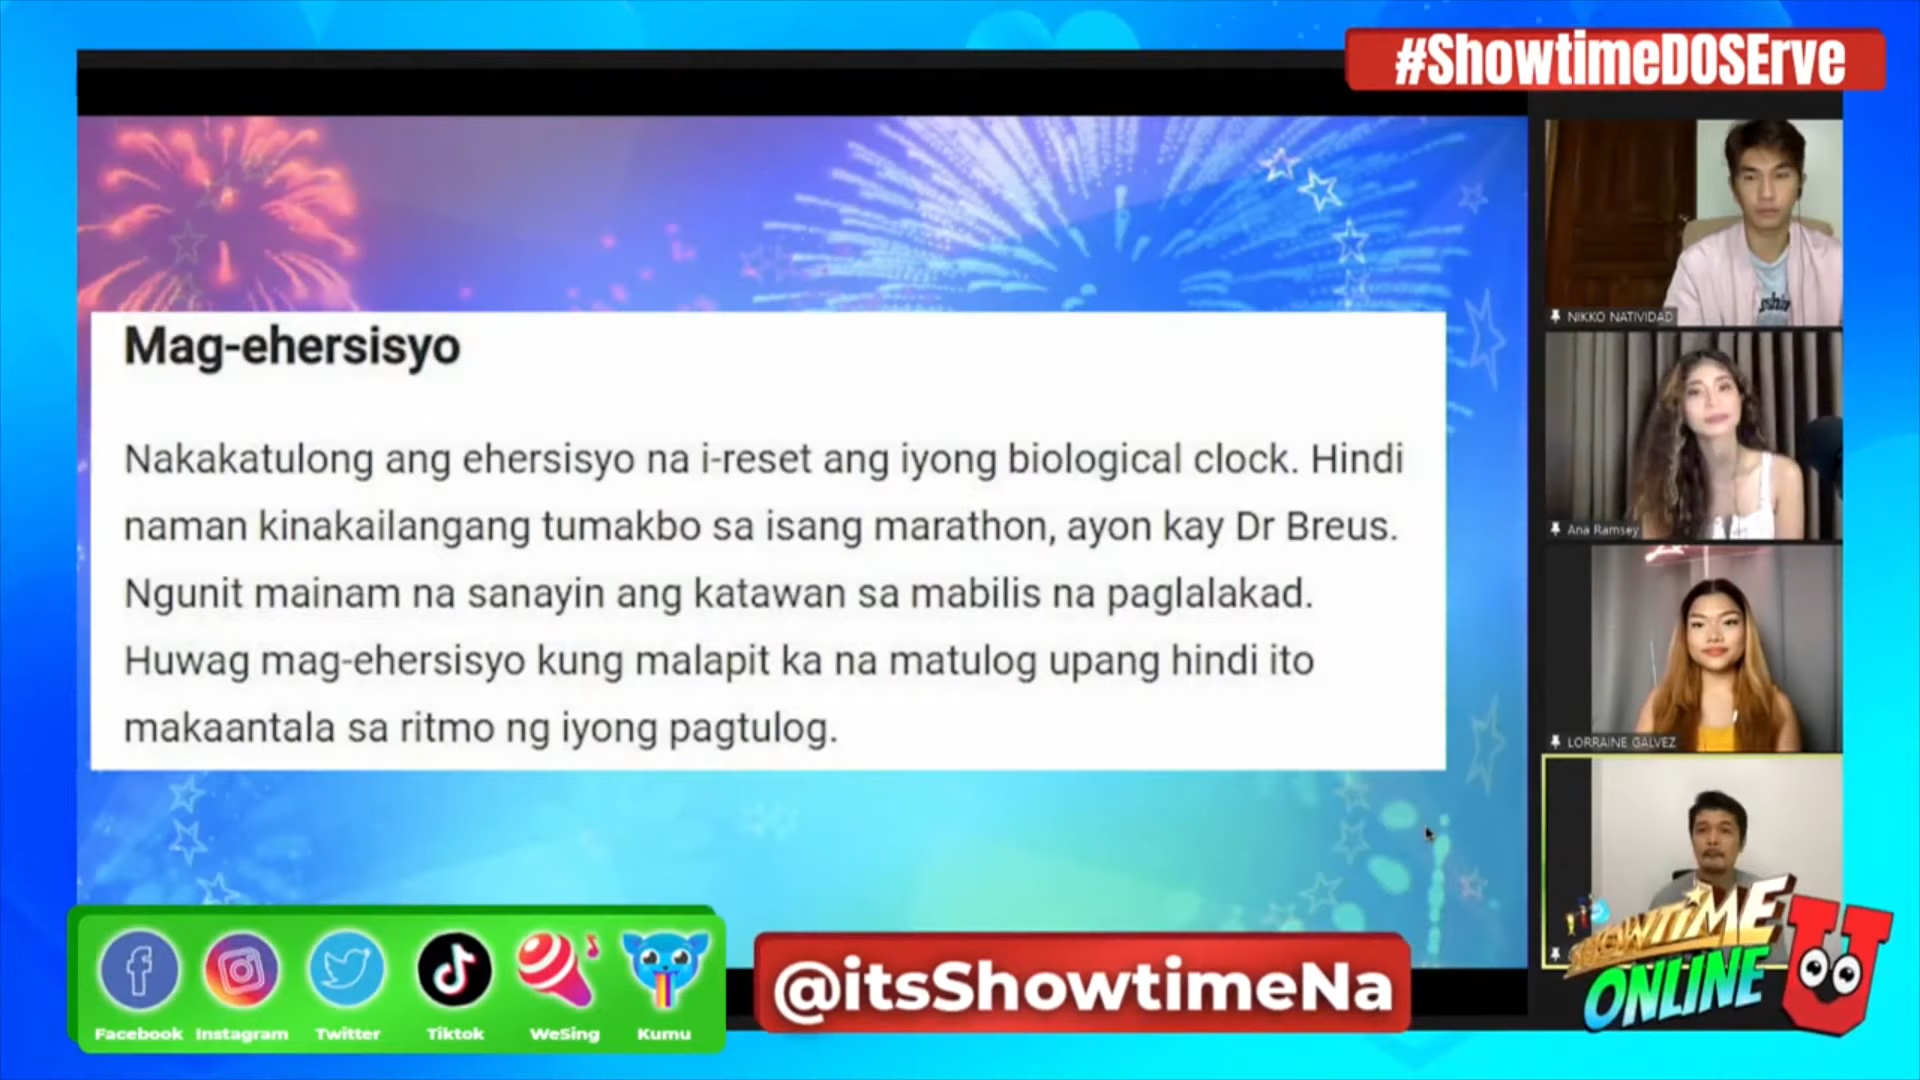 #ShowtimeDOSErve
Mag-ehersisyo
Nakakatulong ang ehersisyo na i-reset ang iyong biological clock. Hindi
naman kinakailangang tumakbo sa isang marathon, ayon kay Dr Breus.
Ngunit mainam na sanayin ang katawan sa mabilis na paglalakad.
Huwag mag-ehersisyo kung malapit ka na matulog upang hindi ito
makaantala sa ritmo ng iyong pagtulog.
NIKKO NATIVIDAD
Ana Ramsey
LORRAINE GALVEZ
Facebook Instagram Twitter Tiktok WeSing Kumu
@itsShowtimeNa
SHOWTIME
ONLINE U